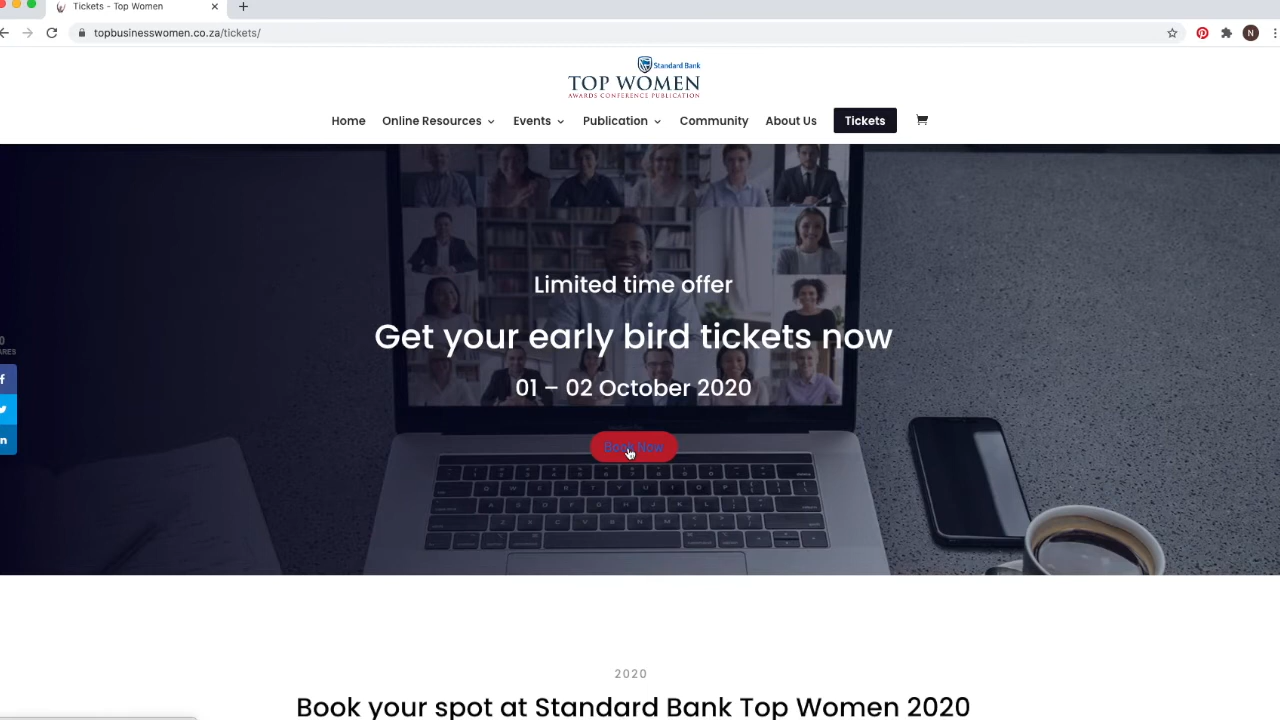 Tickets - Top Women
topbusinesswomen.co.za/tickets/
N
Standard Bank
TOP WOMEN
AWARDS CONFERENCE PUBLICATION
Home Online Resources Events Publication Community About Us Tickets
Limited time offer
Get your early bird tickets now
01 – 02 October 2020
0
ARES
Book Now
2020
Book your spot at Standard Bank Top Women 2020